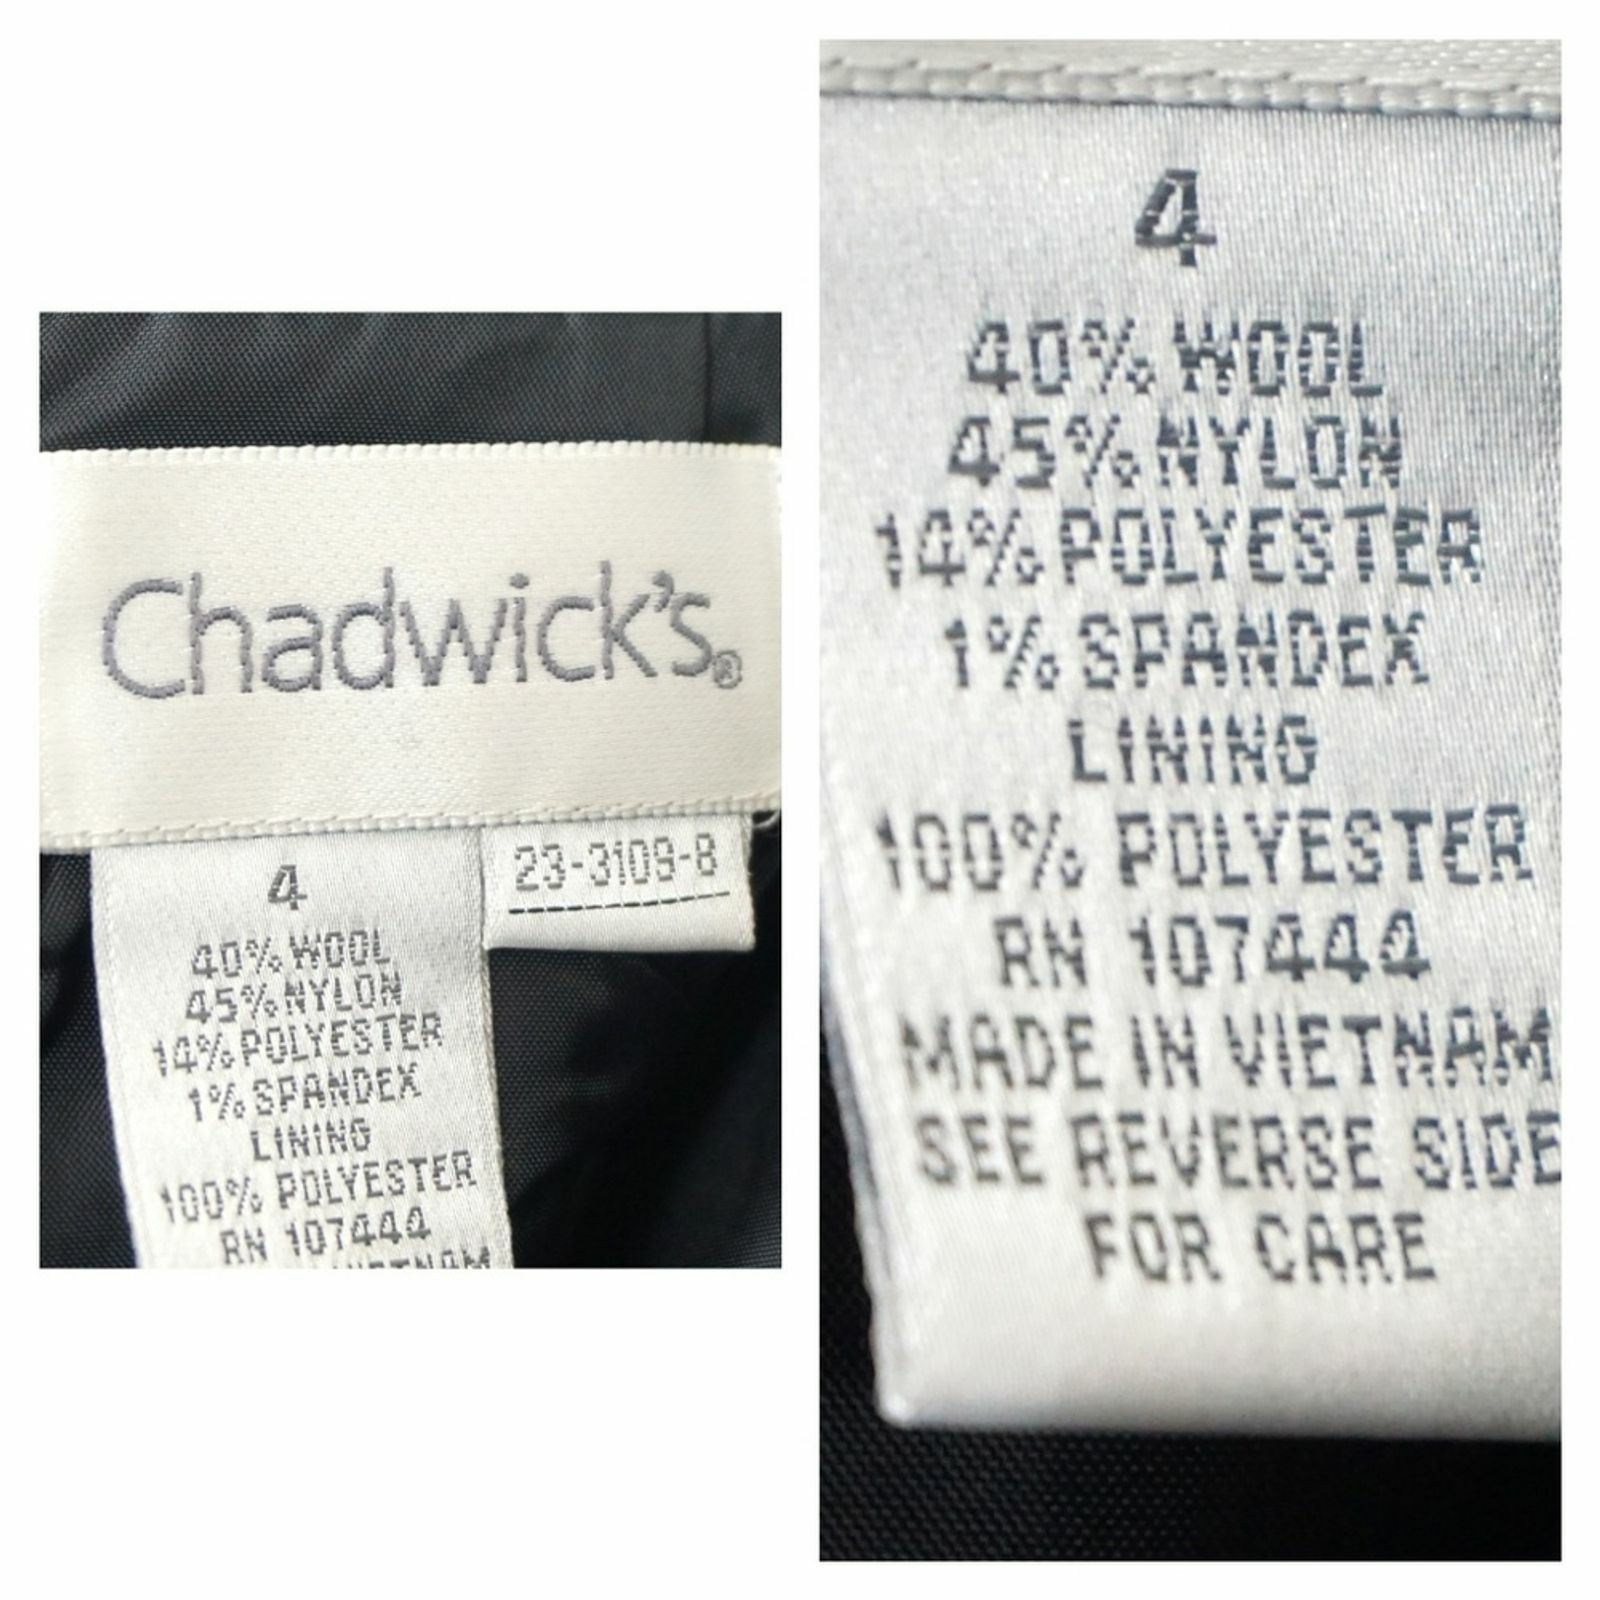 Chadwick's®
23-3109-8
4
40% WOOL
45% NYLON
14% POLYESTER
1% SPANDEX
LINING
100% POLYESTER
RN 107444
VIETNAM
4
40% WOOL
45% NYLON
14% POLYESTER
1% SPANDEX
LINING
100% POLYESTER
RN 107444
MADE IN VIETNAM
SEE REVERSE SIDE
FOR CARE